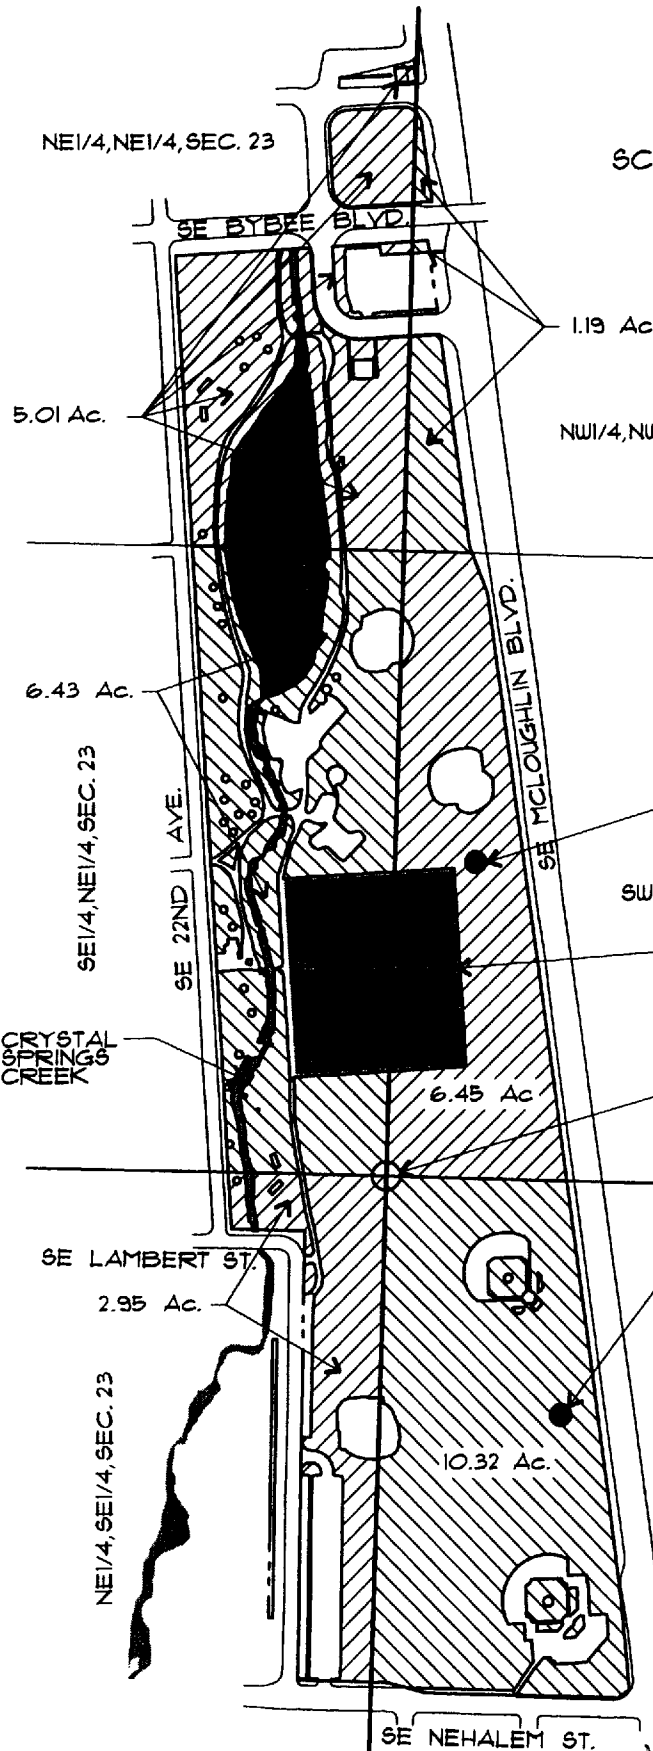 NE1/4,NE1/4,SEC. 23
SC
SE BYBEE BLVD.
1.19 Ac
5.01 Ac.
NW1/4,NW
SE MCLOUGHLIN BLVD.
6.43 Ac.
SE1/4,NE1/4,SEC. 23
SE 22ND AVE.
SW
CRYSTAL
SPRINGS
CREEK
6.45 Ac
SE LAMBERT ST.
2.95 Ac.
NE1/4,SE1/4,SEC. 23
10.32 Ac.
SE NEHALEM ST.